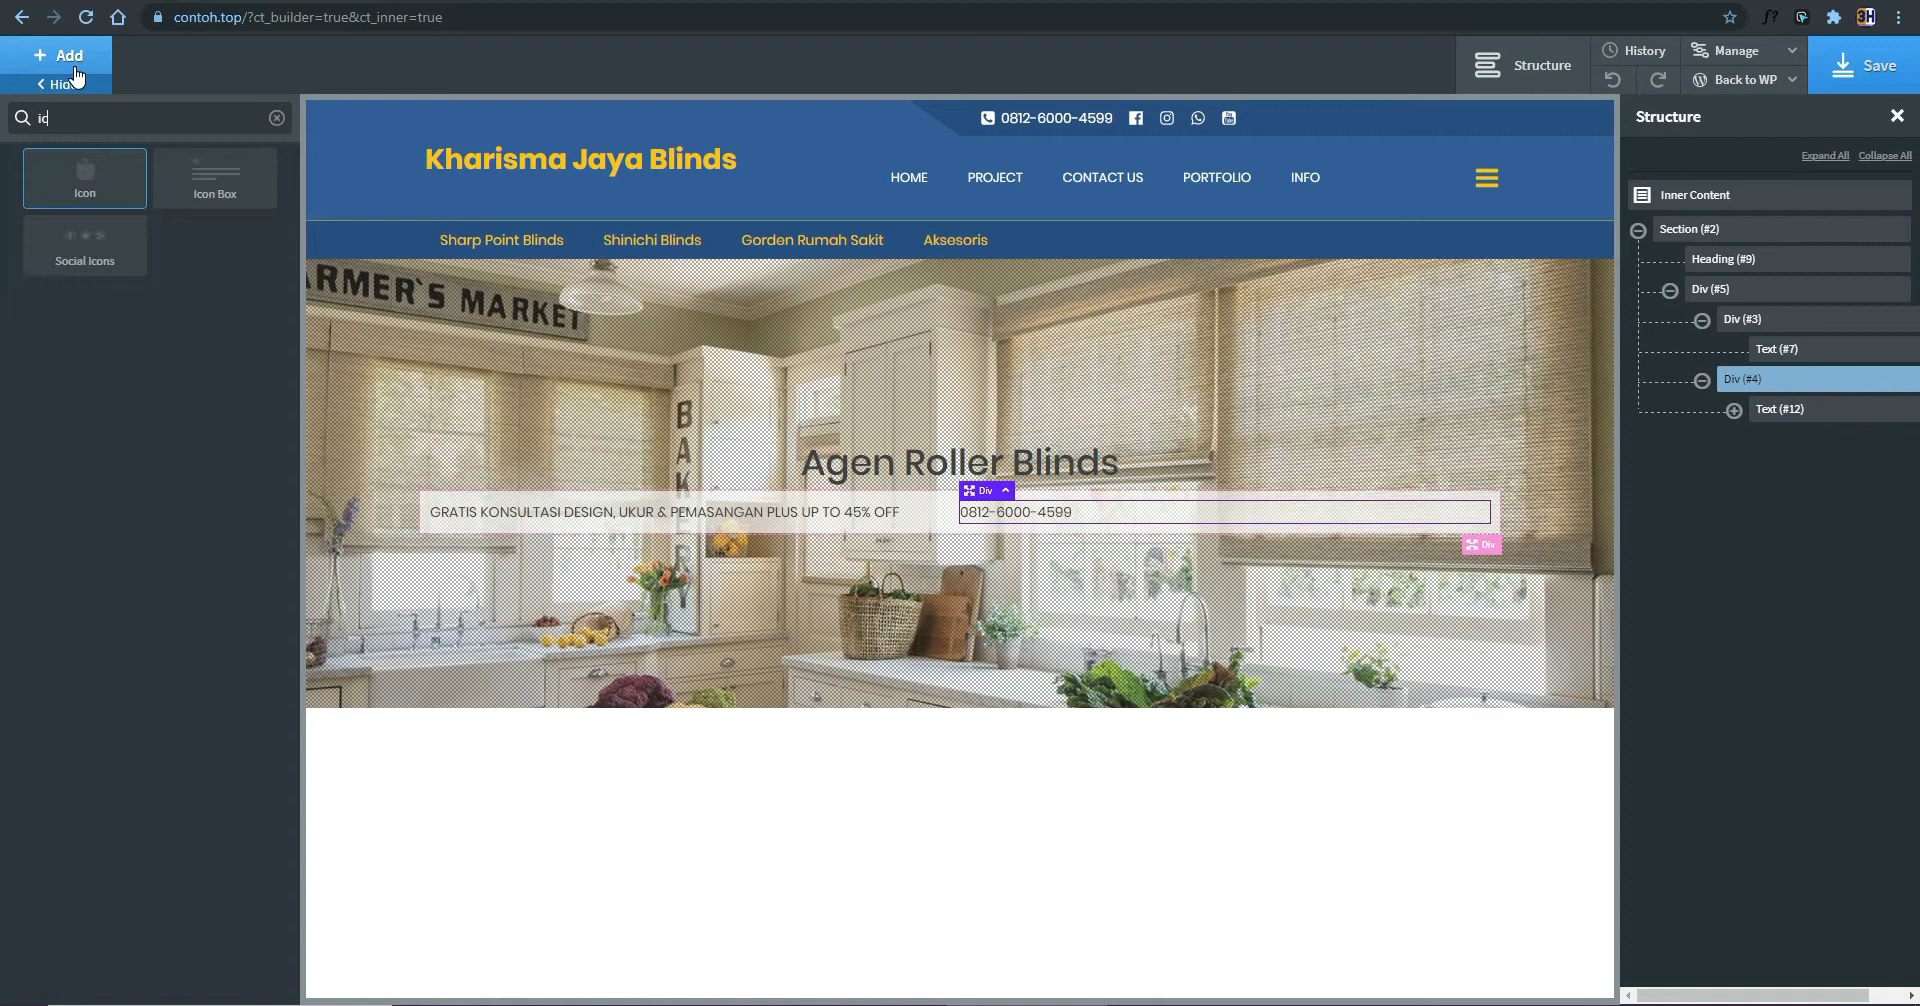 contoh.top/?ct_builder=true&ct_inner=true
f?
3H
+ Add
Structure
History
Manage
Save
Hid
Back to WP
ic
Icon
Icon Box
Social Icons
0812-6000-4599
Kharisma Jaya Blinds
HOME
PROJECT
CONTACT US
PORTFOLIO
INFO
Sharp Point Blinds
Shinichi Blinds
Gorden Rumah Sakit
Aksesoris
ARMER'S MARKET
BAKERY
Agen Roller Blinds
Div
GRATIS KONSULTASI DESIGN, UKUR & PEMASANGAN PLUS UP TO 45% OFF
0812-6000-4599
Div
Structure
Expand All
Collapse All
Inner Content
Section (#2)
Heading (#9)
Div (#5)
Div (#3)
Text (#7)
Div (#4)
Text (#12)